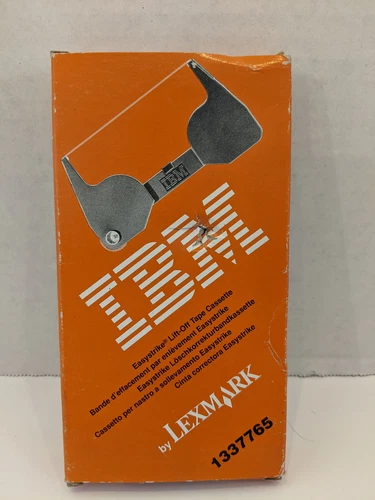 IBM
IBM
Easystrike® Lift-Off Tape Cassette
Bande d'effacement par enlèvement Easystrike
Easystrike Löschkorrekturbandkassette
Cassetto per nastro a sollevamento Easystrike
Cinta correctora Easystrike
by LEXMARK
1337765